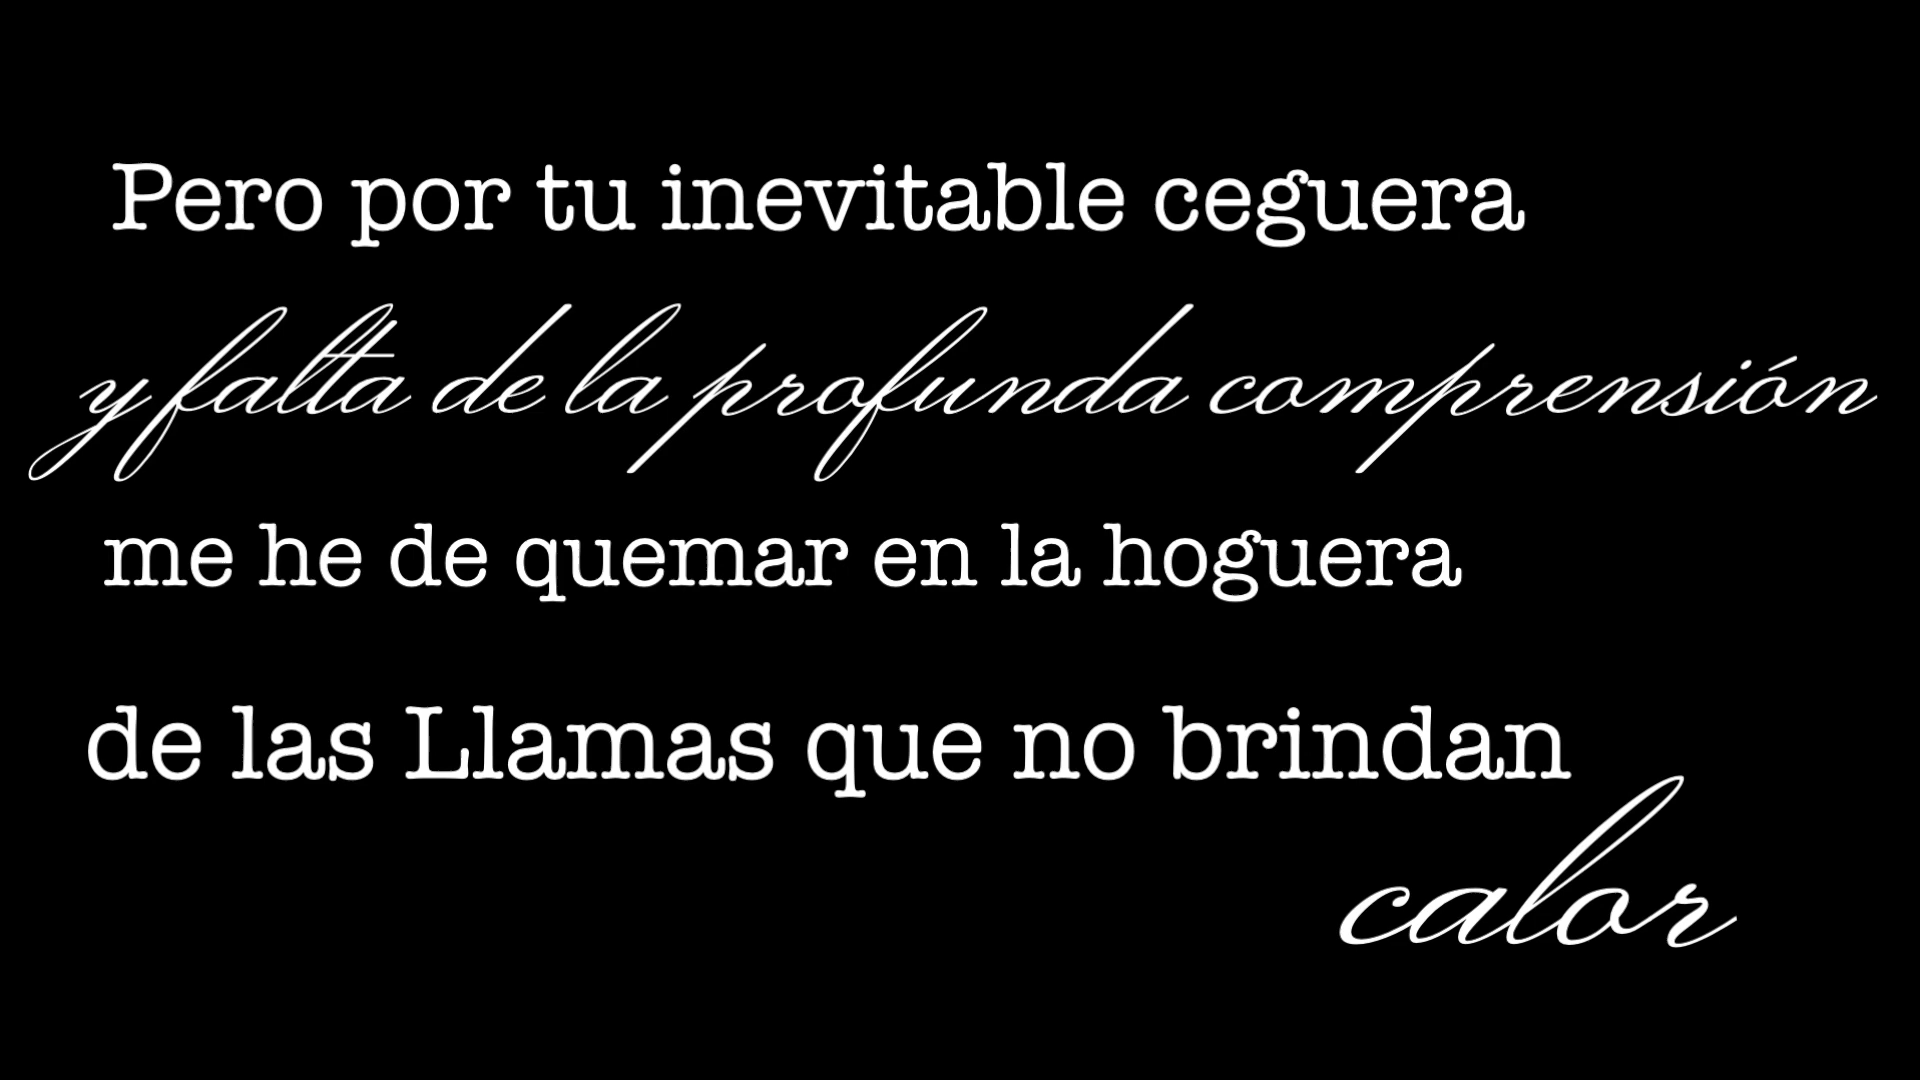 Pero por tu inevitable ceguera
y falta de la profunda comprensión
me he de quemar en la hoguera
de las Llamas que no brindan
calor